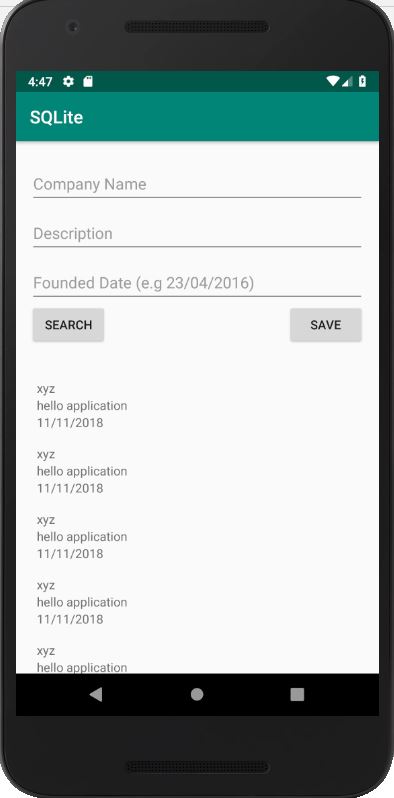 4:47
SQLite
Company Name
Description
Founded Date (e.g 23/04/2016)
SEARCH SAVE
xyz
hello application
11/11/2018
xyz
hello application
11/11/2018
xyz
hello application
11/11/2018
xyz
hello application
11/11/2018
xyz
hello application